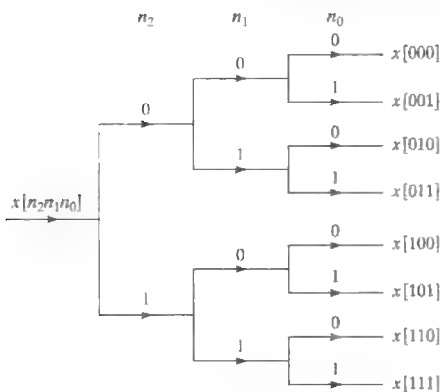 n₂ n₁ n₀
0
x[000]
0
1
x[001]
0
0
x[010]
1
1
x[011]
x[n₂n₁n₀]
0
x[100]
0
1
x[101]
1
0
x[110]
1
1
x[111]